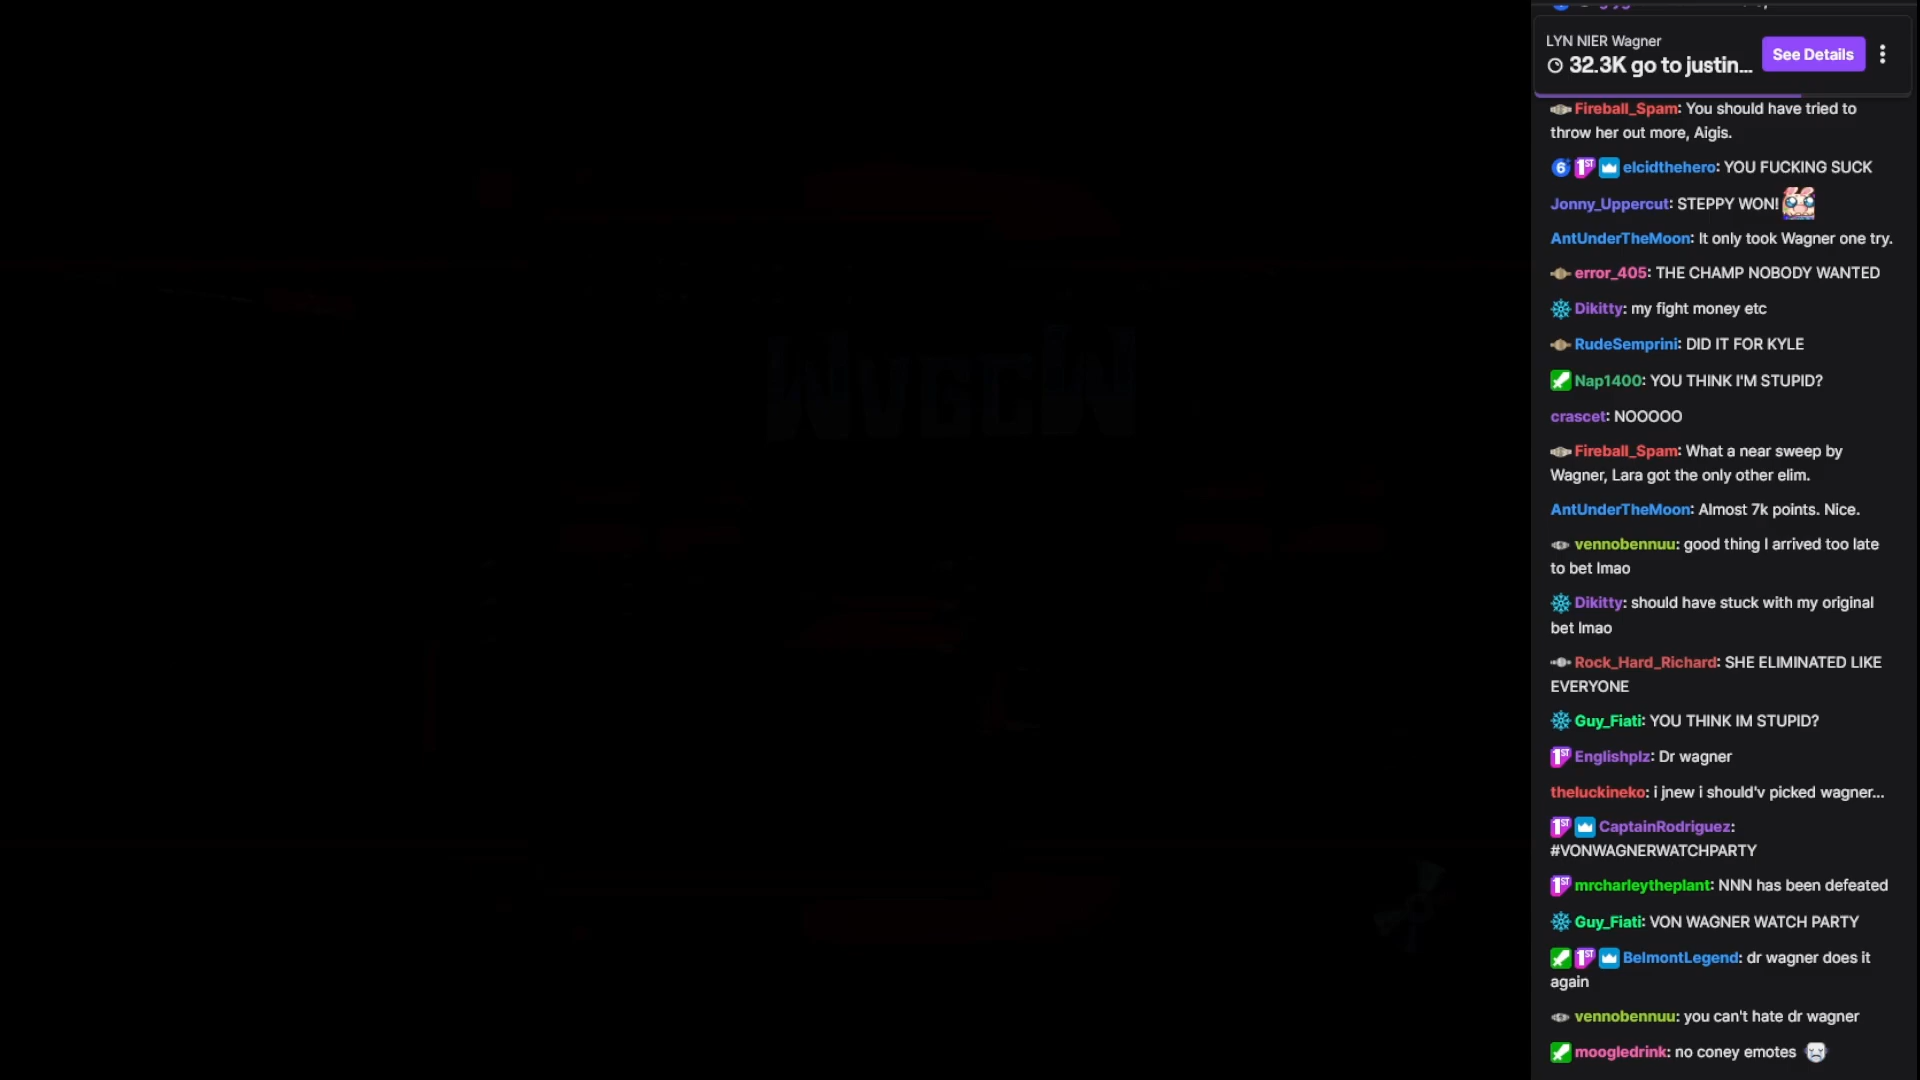 WVGCW
LYN NIER Wagner
32.3K go to justin...
See Details
Fireball_Spam: You should have tried to
throw her out more, Aigis.
6 1ST elcidthehero: YOU FUCKING SUCK
Jonny_Uppercut: STEPPY WON!
AntUnderTheMoon: It only took Wagner one try.
error_405: THE CHAMP NOBODY WANTED
Dikitty: my fight money etc
RudeSemprini: DID IT FOR KYLE
Nap1400: YOU THINK I'M STUPID?
crascet: NOOOOO
Fireball_Spam: What a near sweep by
Wagner, Lara got the only other elim.
AntUnderTheMoon: Almost 7k points. Nice.
vennobennuu: good thing I arrived too late
to bet lmao
Dikitty: should have stuck with my original
bet lmao
Rock_Hard_Richard: SHE ELIMINATED LIKE
EVERYONE
Guy_Fiati: YOU THINK IM STUPID?
1ST Englishplz: Dr wagner
theluckineko: i jnew i should'v picked wagner...
1ST CaptainRodriguez:
#VONWAGNERWATCHPARTY
1ST mrcharleytheplant: NNN has been defeated
Guy_Fiati: VON WAGNER WATCH PARTY
1ST BelmontLegend: dr wagner does it
again
vennobennuu: you can't hate dr wagner
moogledrink: no coney emotes